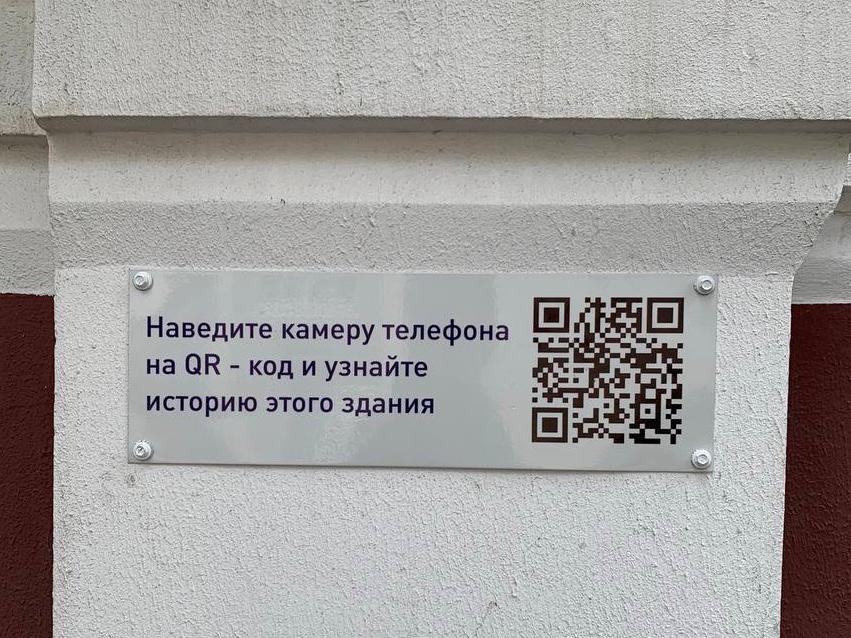 Наведите камеру телефона
на QR - код и узнайте
историю этого здания